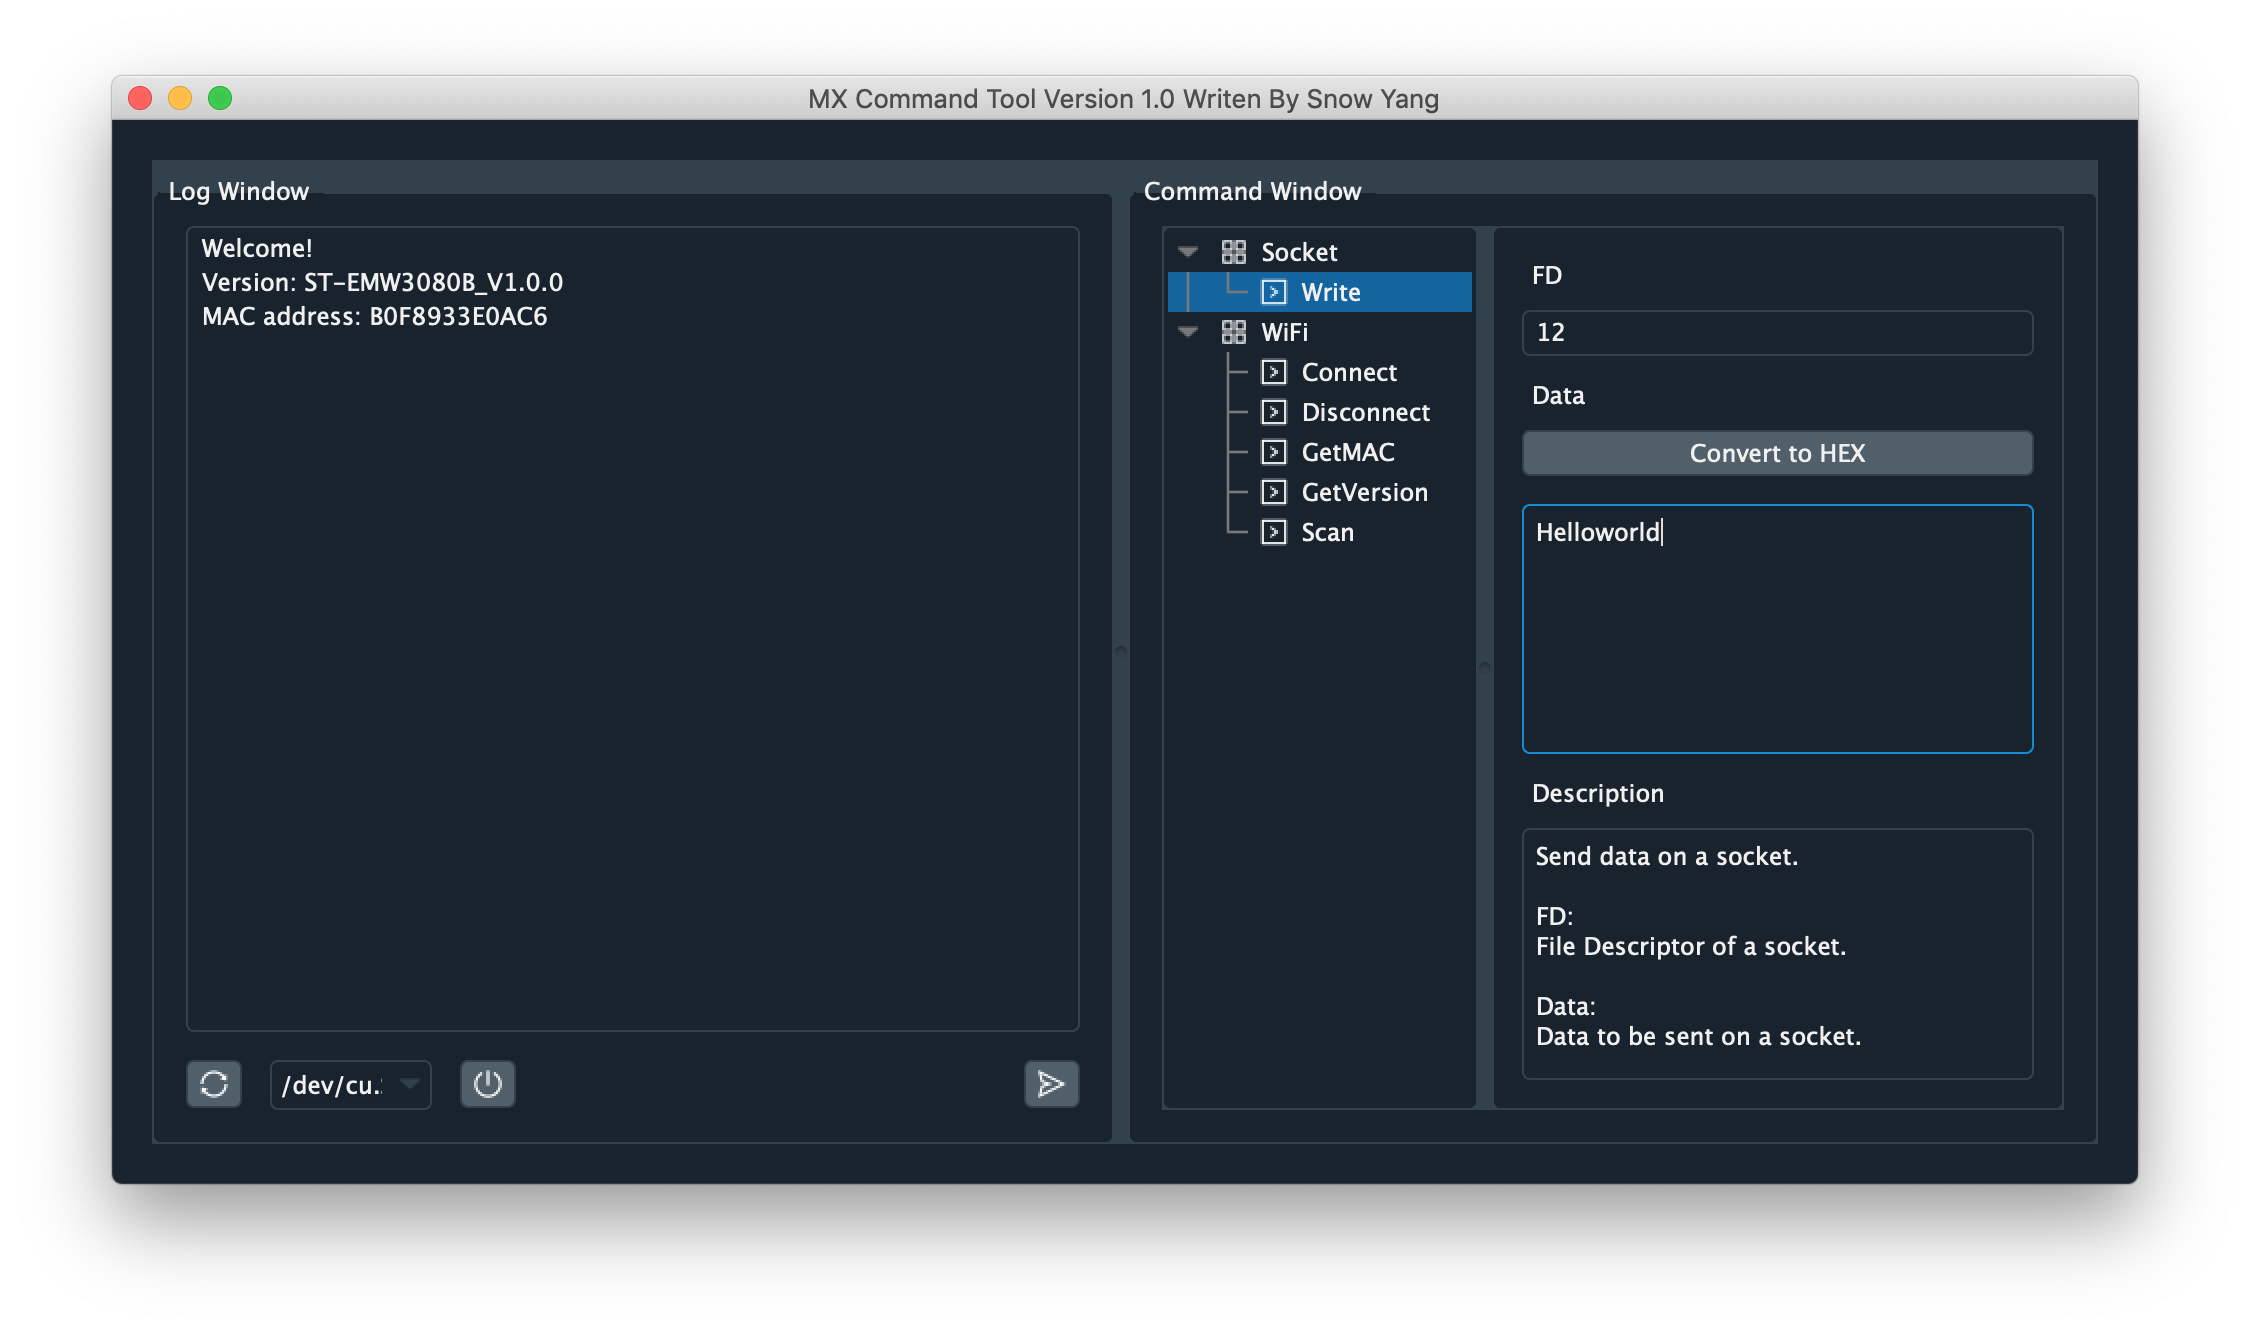 MX Command Tool Version 1.0 Writen By Snow Yang
Log Window
Welcome!
Version: ST-EMW3080B_V1.0.0
MAC address: B0F8933E0AC6
/dev/cu.
Command Window
Socket
Write
WiFi
Connect
Disconnect
GetMAC
GetVersion
Scan
FD
12
Data
Convert to HEX
Helloworld
Description
Send data on a socket.
FD:
File Descriptor of a socket.
Data:
Data to be sent on a socket.